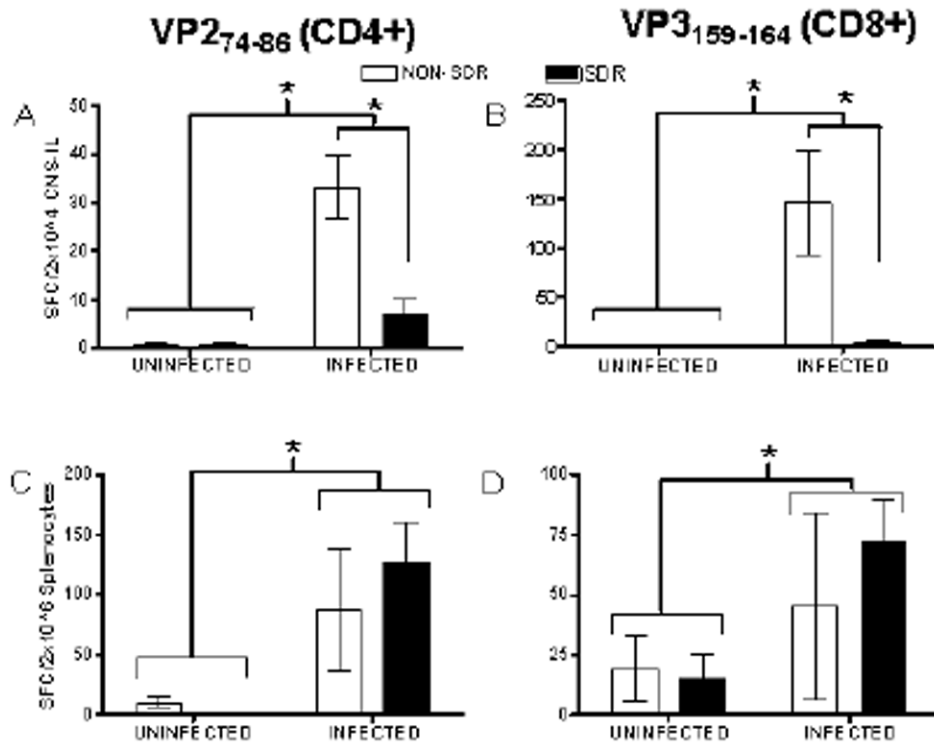 VP2₇₄₋₈₆ (CD4+)
VP3₁₅₉₋₁₆₄ (CD8+)
NON-SDR
SDR
A
*
*
SFC/2x10^4 CNS-IL
50
40
30
20
10
0
UNINFECTED
INFECTED
B
*
*
250
200
150
100
50
0
UNINFECTED
INFECTED
C
*
SFC/2x10^6 Splenocytes
200
150
100
50
0
UNINFECTED
INFECTED
D
*
100
75
50
25
0
UNINFECTED
INFECTED